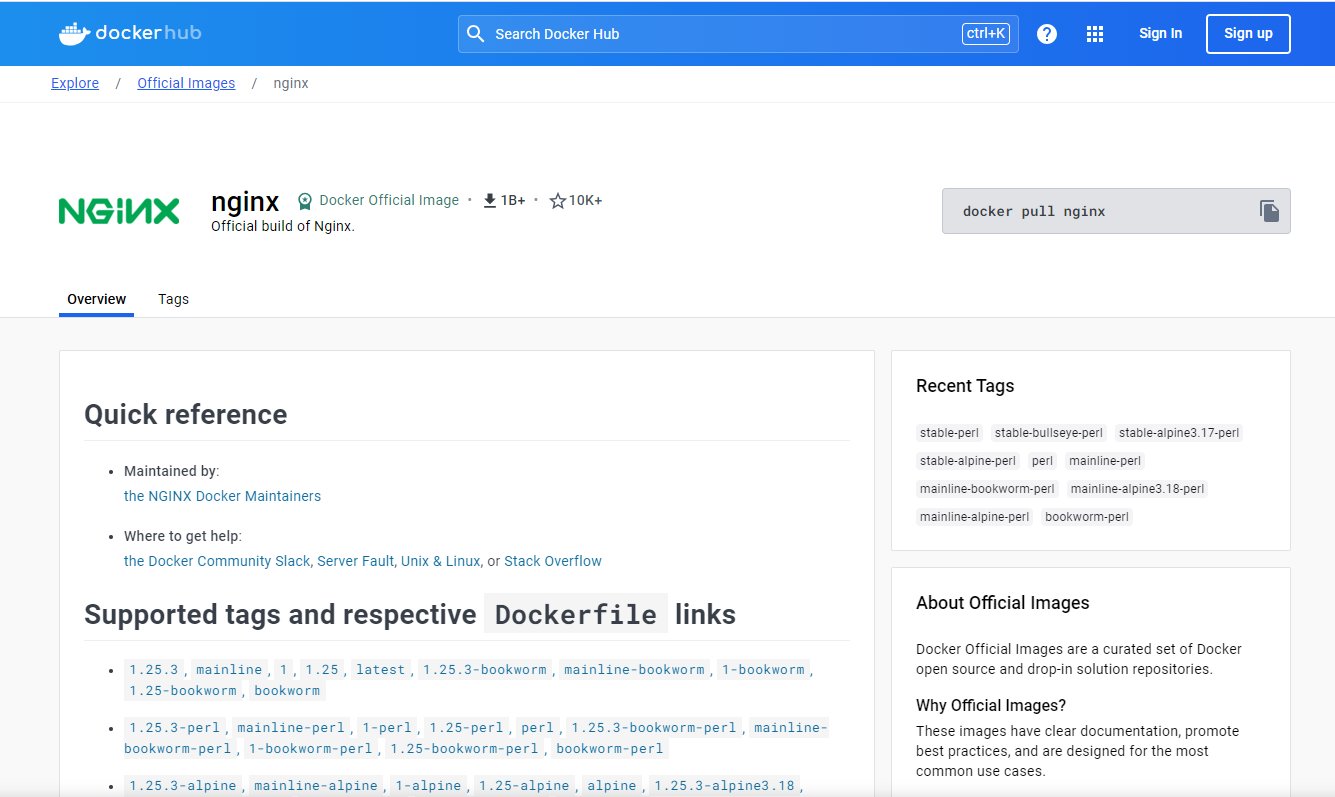 dockerhub
Search Docker Hub
ctrl+K
?
Sign In
Sign up
Explore / Official Images / nginx
NGINX
nginx Docker Official Image · 1B+ · 10K+
Official build of Nginx.
docker pull nginx
Overview Tags
Quick reference
• Maintained by:
the NGINX Docker Maintainers
• Where to get help:
the Docker Community Slack, Server Fault, Unix & Linux, or Stack Overflow
Supported tags and respective Dockerfile links
• 1.25.3, mainline, 1, 1.25, latest, 1.25.3-bookworm, mainline-bookworm, 1-bookworm,
1.25-bookworm, bookworm
• 1.25.3-perl, mainline-perl, 1-perl, 1.25-perl, perl, 1.25.3-bookworm-perl, mainline-
bookworm-perl, 1-bookworm-perl, 1.25-bookworm-perl, bookworm-perl
• 1.25.3-alpine, mainline-alpine, 1-alpine, 1.25-alpine, alpine, 1.25.3-alpine3.18,
Recent Tags
stable-perl stable-bullseye-perl stable-alpine3.17-perl
stable-alpine-perl perl mainline-perl
mainline-bookworm-perl mainline-alpine3.18-perl
mainline-alpine-perl bookworm-perl
About Official Images
Docker Official Images are a curated set of Docker
open source and drop-in solution repositories.
Why Official Images?
These images have clear documentation, promote
best practices, and are designed for the most
common use cases.